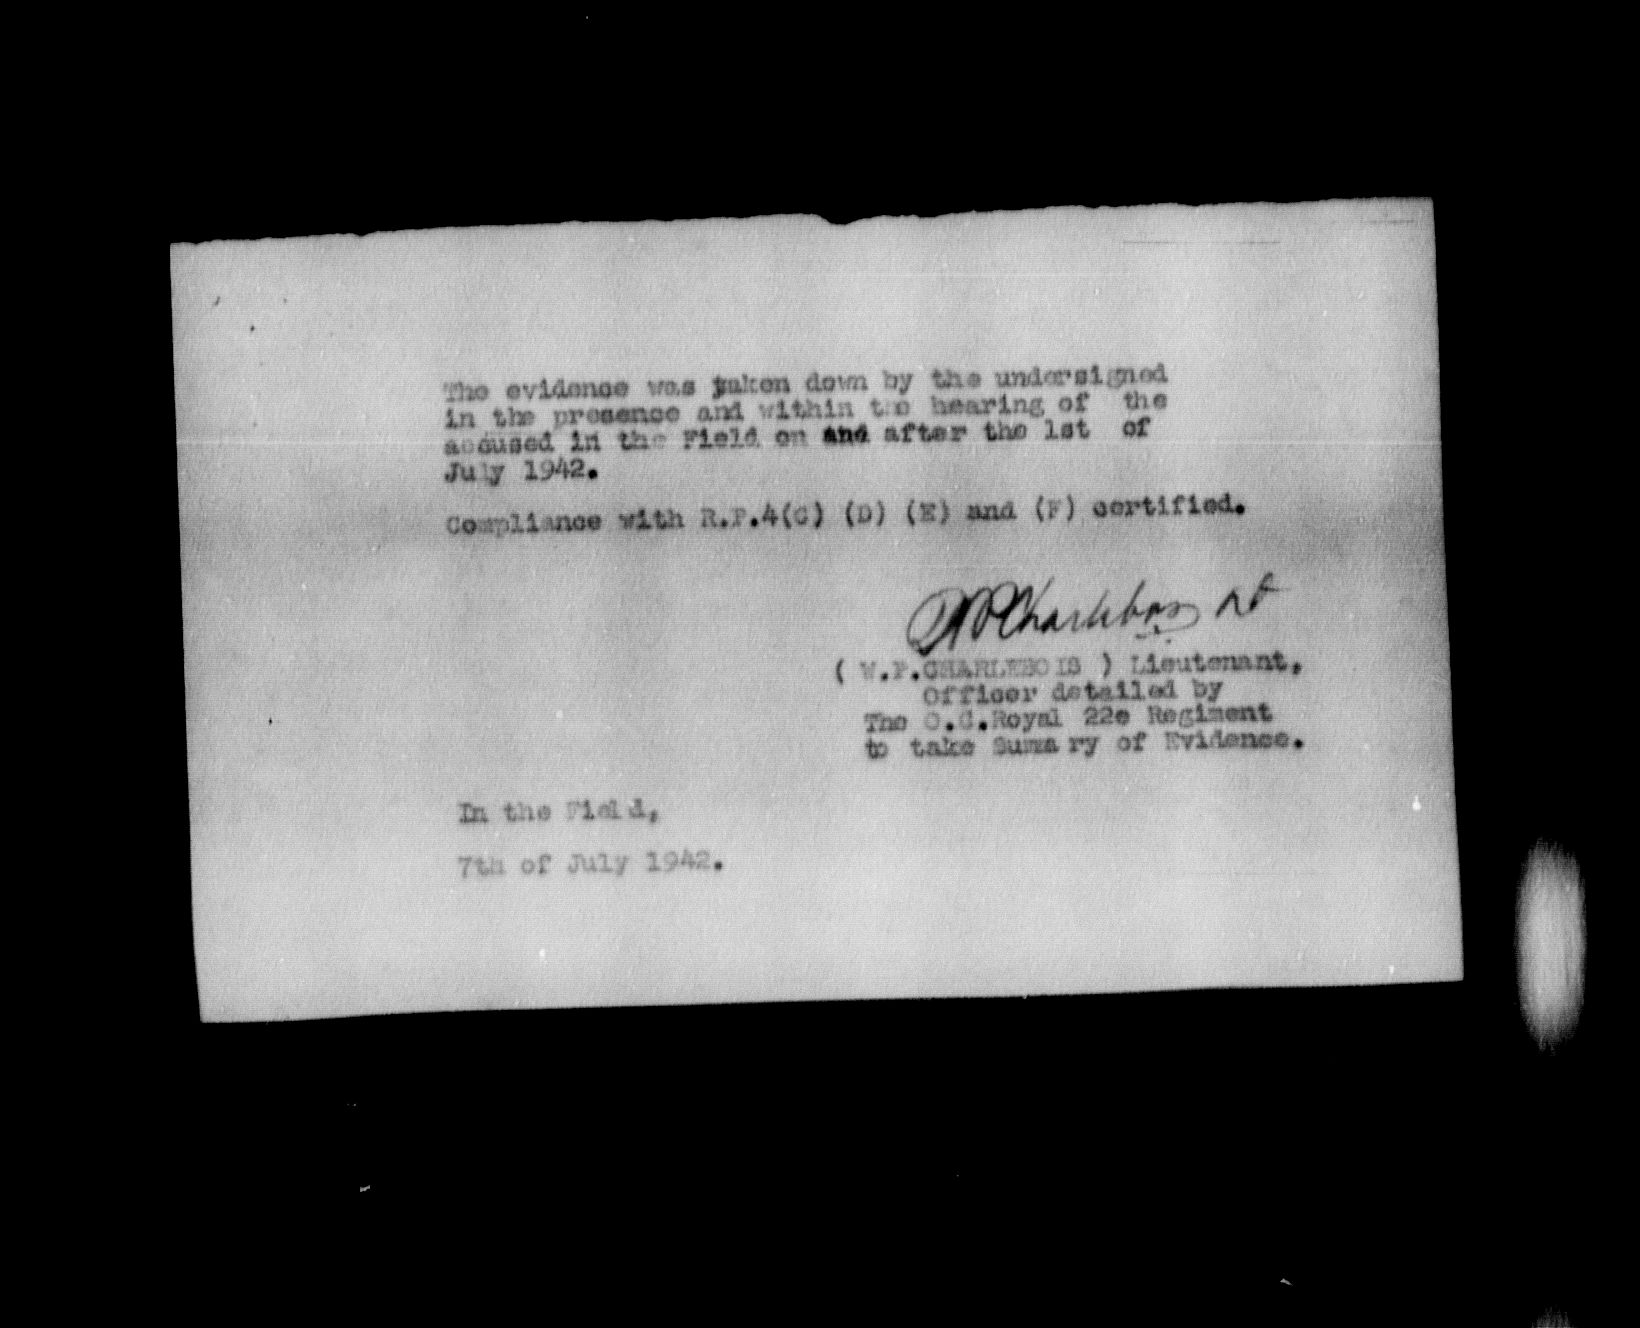 The evidence was taken down by the undersigned
in the presence and within the hearing of the
accused in the Field on and after the 1st of
July 1942.
Compliance with R.P.4(C) (D) (E) and (F) certified.
WPCharlebois Lt
( W.P.CHARLEBOIS ) Lieutenant,
Officer detailed by
The O.C.Royal 22e Regiment
to take Summary of Evidence.
In the Field,
7th of July 1942.